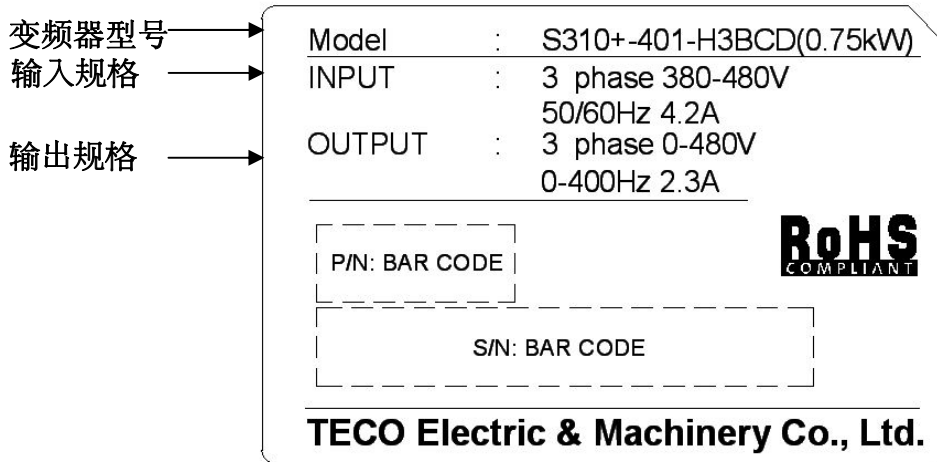 变频器型号
Model : S310+-401-H3BCD(0.75kW)
输入规格
INPUT : 3 phase 380-480V
50/60Hz 4.2A
输出规格
OUTPUT : 3 phase 0-480V
0-400Hz 2.3A
RoHS
COMPLIANT
P/N: BAR CODE
S/N: BAR CODE
TECO Electric & Machinery Co., Ltd.